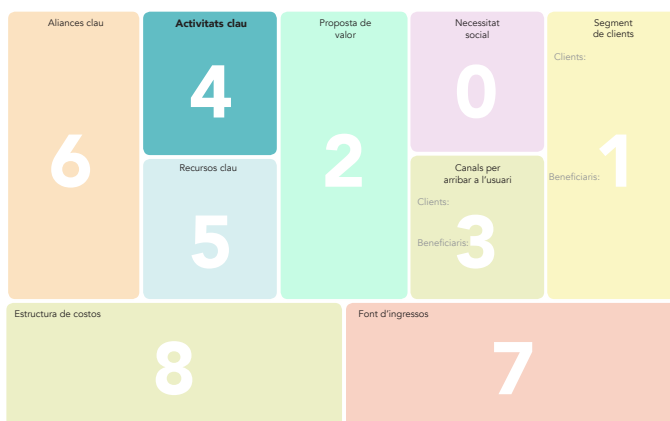 Aliances clau
6
Activitats clau
4
Recursos clau
5
Proposta de
valor
2
Necessitat
social
0
Canals per
arribar a l'usuari
Clients:
Beneficiaris:
3
Segment
de clients
Clients:
Beneficiaris:
1
Estructura de costos
8
Font d'ingressos
7